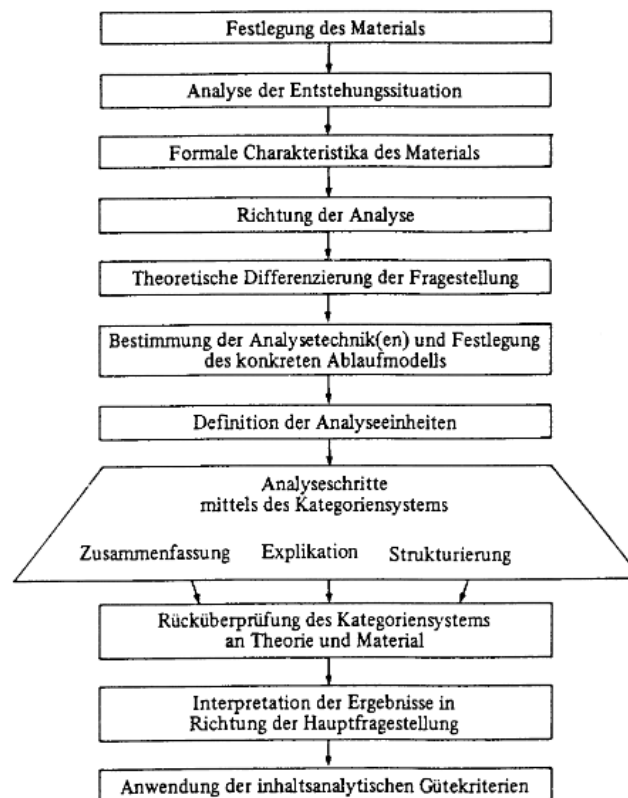 Festlegung des Materials
Analyse der Entstehungssituation
Formale Charakteristika des Materials
Richtung der Analyse
Theoretische Differenzierung der Fragestellung
Bestimmung der Analysetechnik(en) und Festlegung
des konkreten Ablaufmodells
Definition der Analyseeinheiten
Analyseschritte
mittels des Kategoriensystems
Zusammenfassung Explikation Strukturierung
Rücküberprüfung des Kategoriensystems
an Theorie und Material
Interpretation der Ergebnisse in
Richtung der Hauptfragestellung
Anwendung der inhaltsanalytischen Gütekriterien